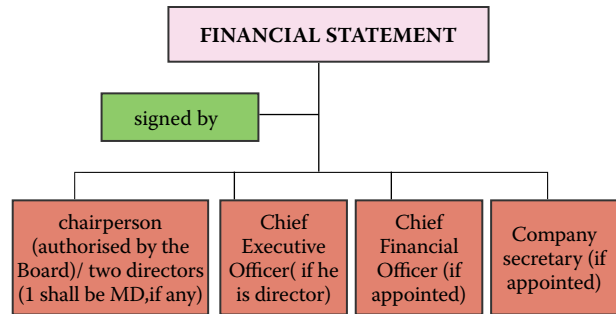 FINANCIAL STATEMENT
signed by
chairperson
(authorised by the
Board)/ two directors
(1 shall be MD,if any)
Chief
Executive
Officer( if he
is director)
Chief
Financial
Officer (if
appointed)
Company
secretary (if
appointed)